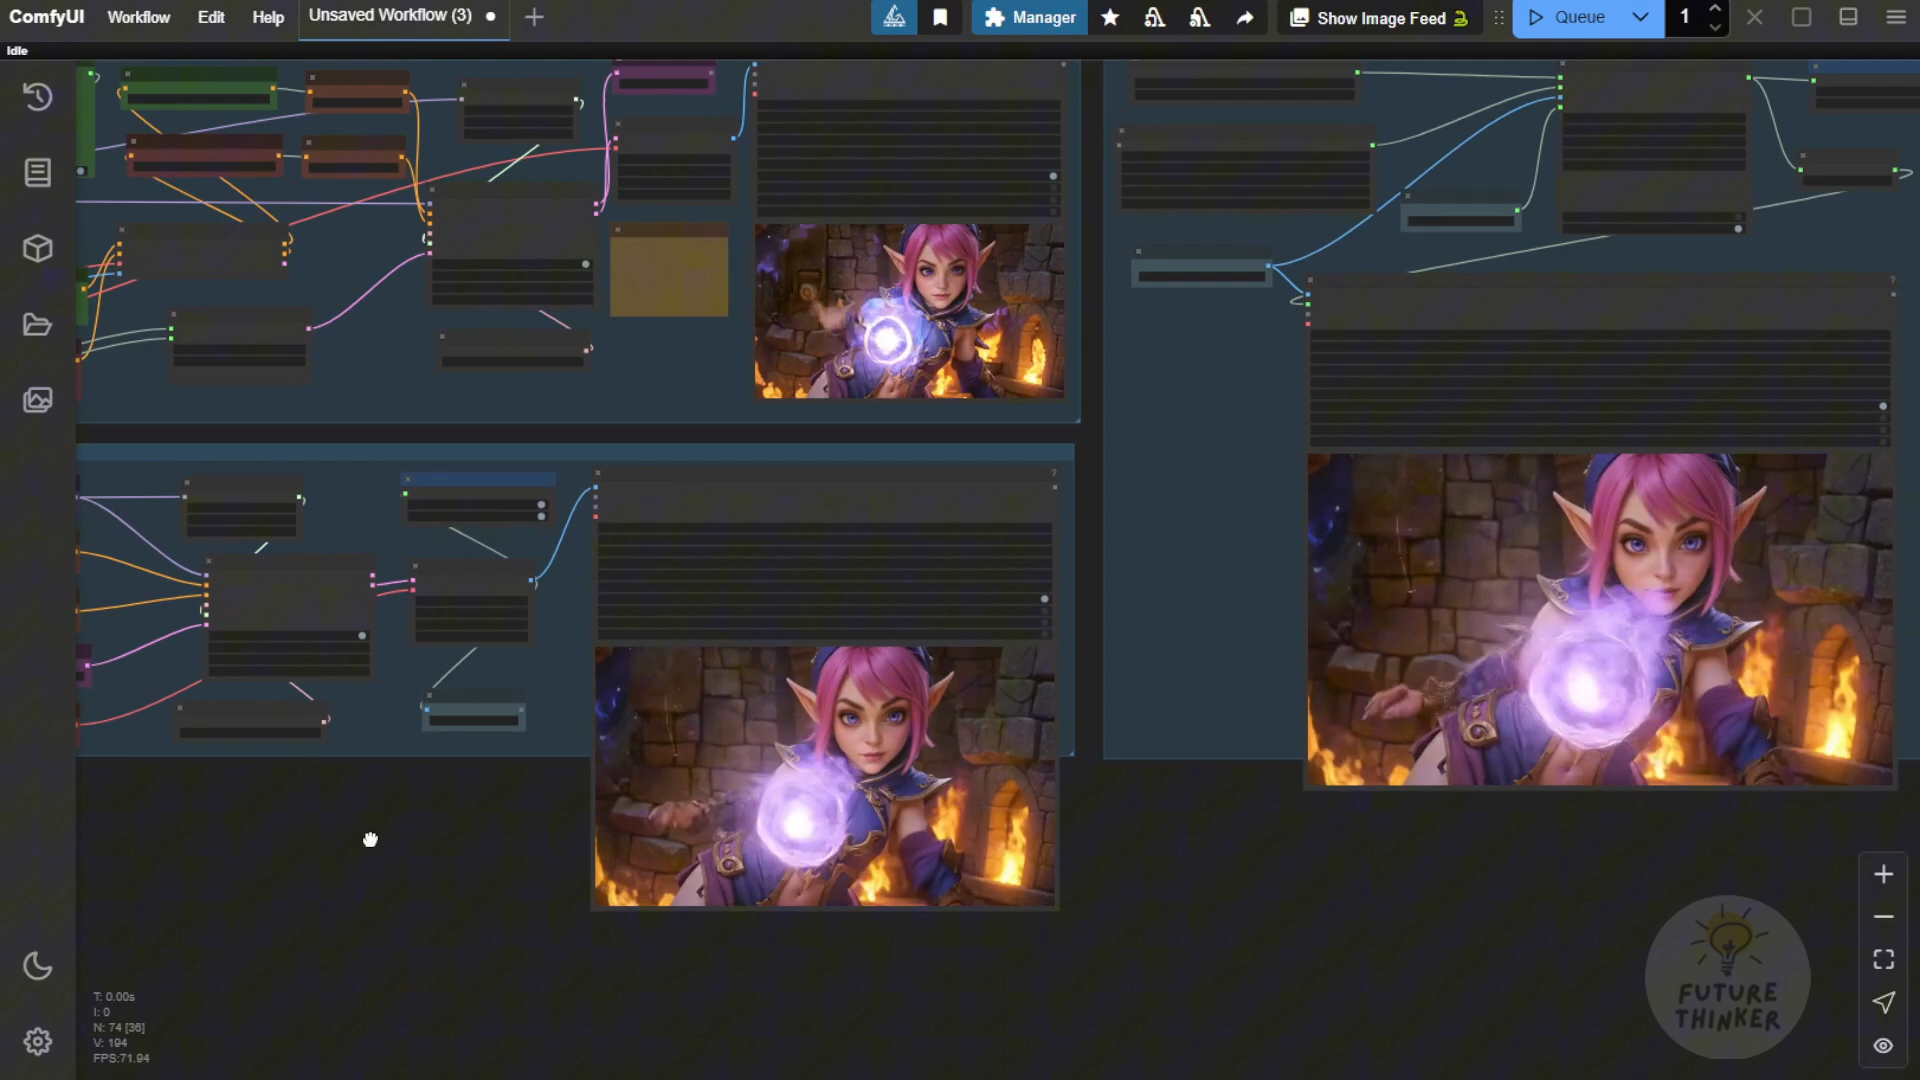 ComfyUI Workflow Edit Help Unsaved Workflow (3) Manager Show Image Feed Queue 1
Idle
?
?
T: 0.00s
I: 0
N: 74 [36]
V: 194
FPS:71.94
FUTURE
THINKER